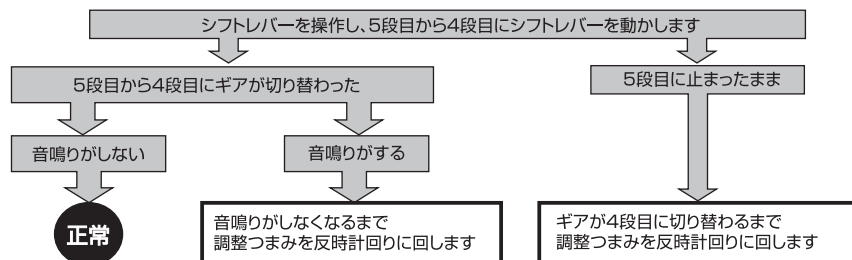 シフトレバーを操作し、5段目から4段目にシフトレバーを動かします
5段目から4段目にギアが切り替わった
5段目に止まったまま
音鳴りがしない
音鳴りがする
正常
音鳴りがしなくなるまで
調整つまみを反時計回りに回します
ギアが4段目に切り替わるまで
調整つまみを反時計回りに回します